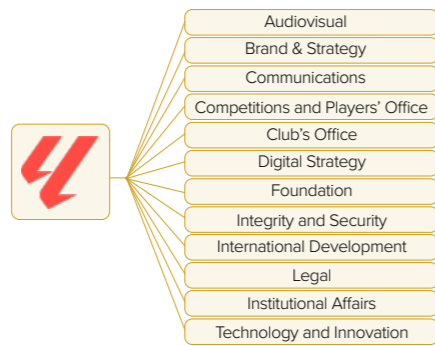 Audiovisual
Brand & Strategy
Communications
Competitions and Players’ Office
Club’s Office
Digital Strategy
Foundation
Integrity and Security
International Development
Legal
Institutional Affairs
Technology and Innovation